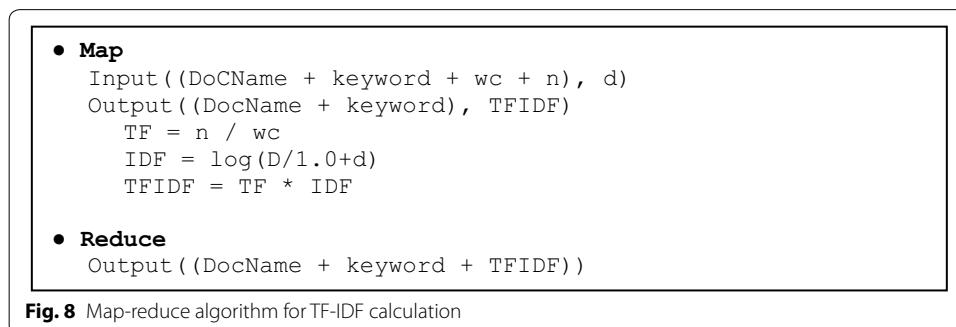 ● Map
Input((DoCName + keyword + wc + n), d)
Output((DocName + keyword), TFIDF)
TF = n / wc
IDF = log(D/1.0+d)
TFIDF = TF * IDF
● Reduce
Output((DocName + keyword + TFIDF))
Fig. 8 Map-reduce algorithm for TF-IDF calculation